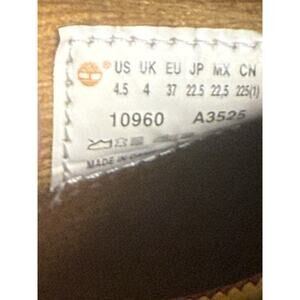 US UK EU JP MX CN
4.5 4 37 22.5 22,5 225(1)
10960 A3525
MADE IN